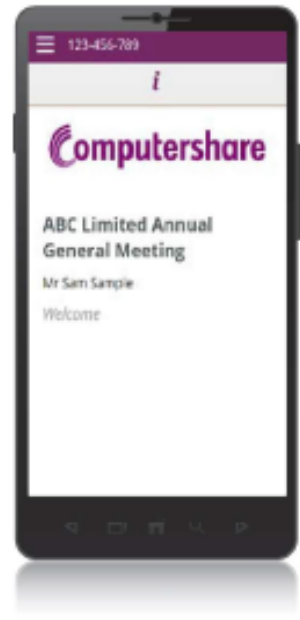 123-456-789
i
Computershare
ABC Limited Annual
General Meeting
Mr Sam Sample
Welcome